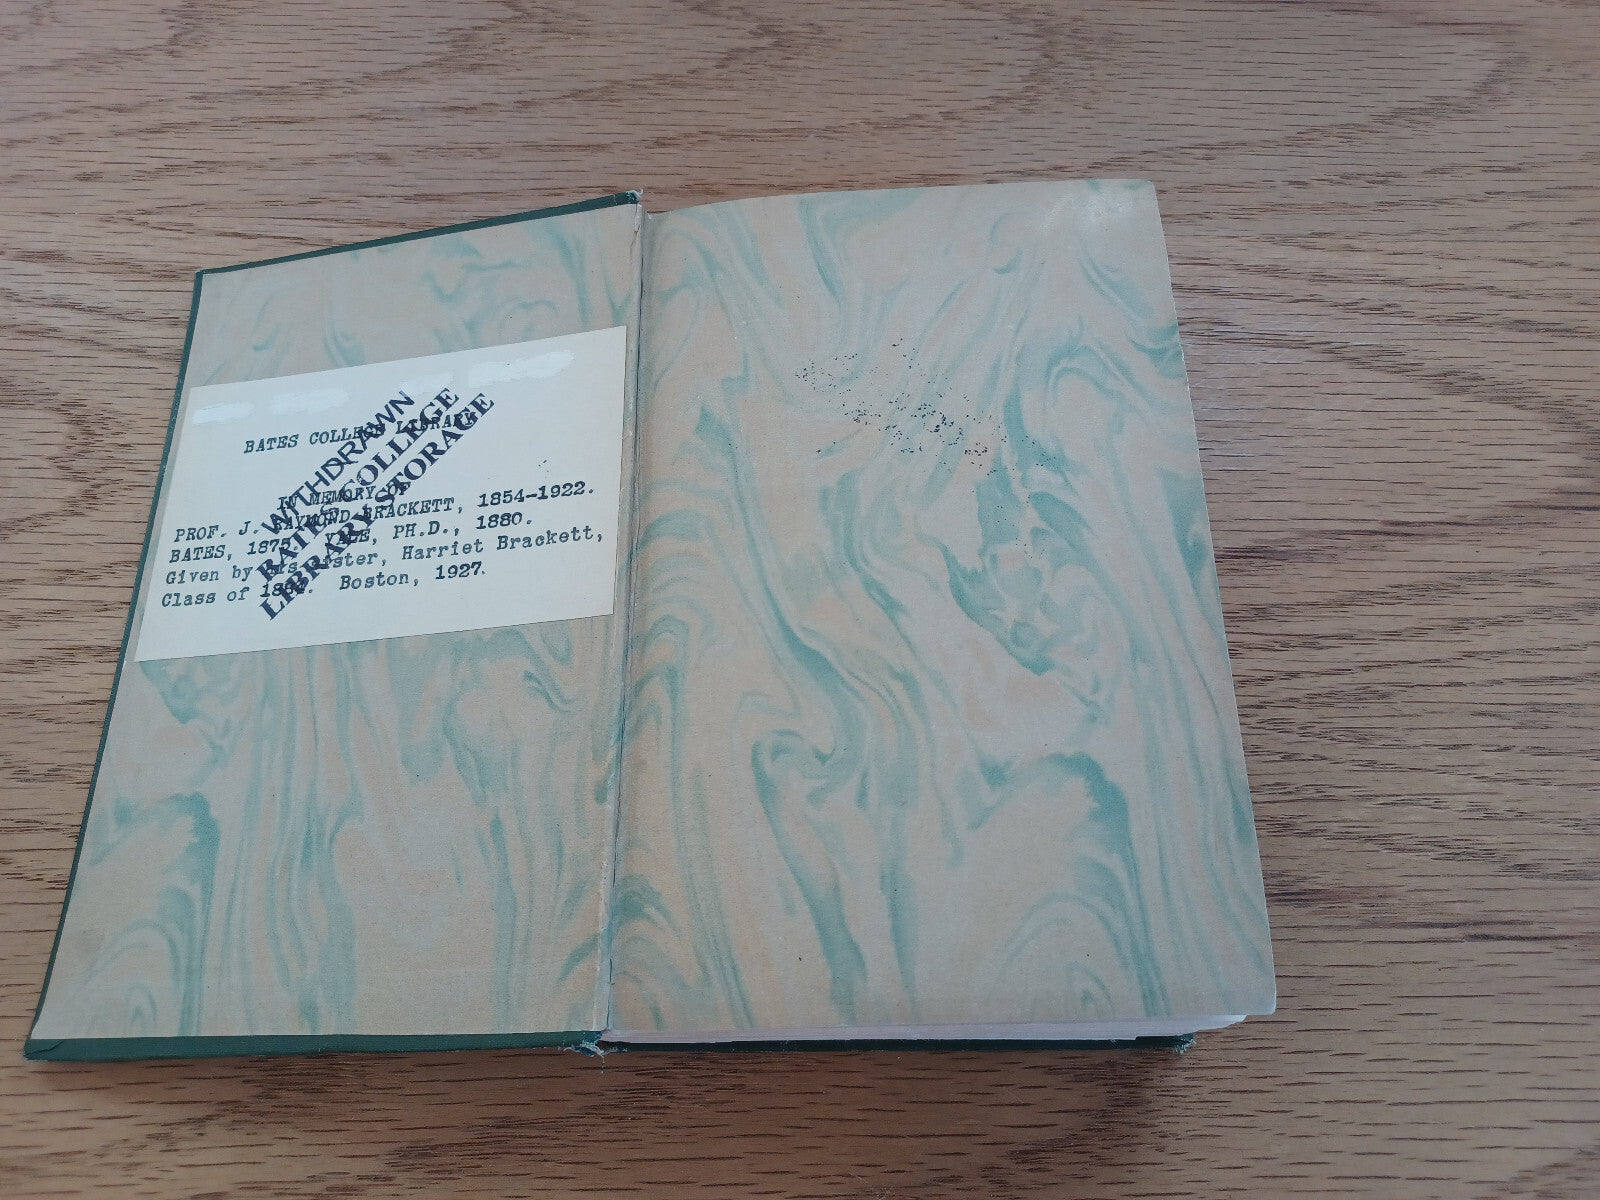 BATES COLLEGE LIBRARY
IN MEMORY OF
PROF. J. RAYMOND BRACKETT, 1854-1922.
BATES, 1875. YALE, PH.D., 1880.
Given by his sister, Harriet Brackett,
Class of Boston, 1927.
WITHDRAWN
BATES COLLEGE
LIBRARY STORAGE